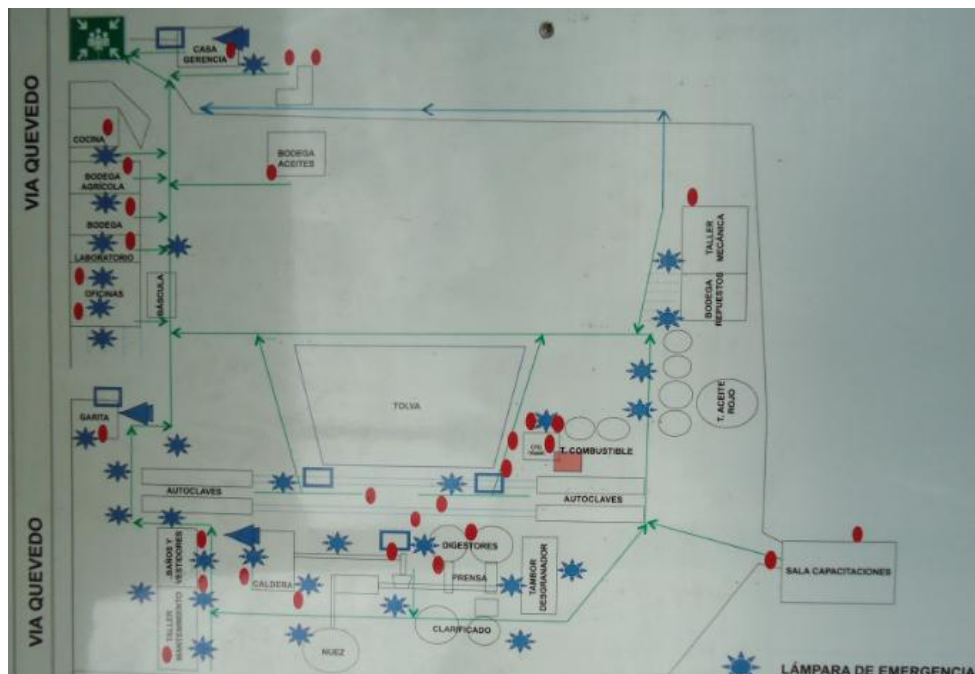 VIA QUEVEDO
CASA
GERENCIA
COCINA
BODEGA
AGRÍCOLA
BODEGA
LABORATORIO
OFICINAS
BÁSCULA
BODEGA
ACEITES
TALLER
MECÁNICA
BODEGA
REPUESTOS
T. ACEITE
ROJO
TOLVA
GARITA
T. COMBUSTIBLE
AUTOCLAVES
AUTOCLAVES
VIA QUEVEDO
BAÑOS Y
VESTIDORES
TALLER
MANTENIMIENTO
CALDERA
DIGESTORES
PRENSA
TAMBOR
DESGRANADOR
CLARIFICADO
NUEZ
SALA CAPACITACIONES
LÁMPARA DE EMERGENCIA